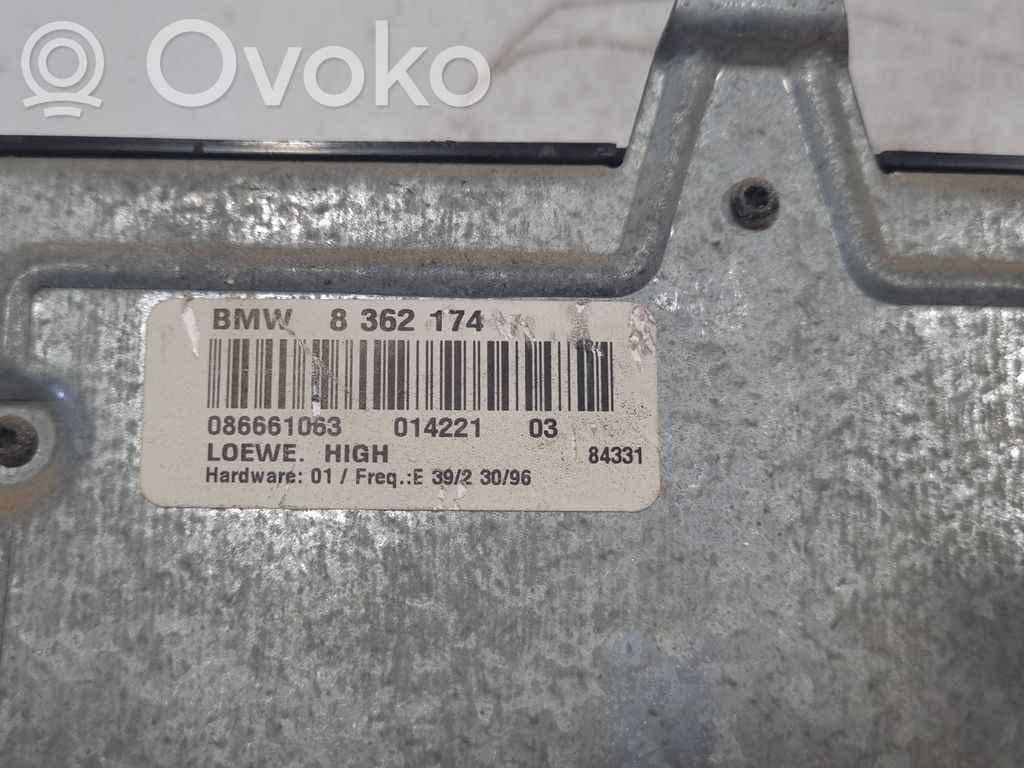 Ovoko
BMW 8 362 174
086661063 014221 03
LOEWE. HIGH 84331
Hardware: 01 / Freq.:E 39/2 30/96